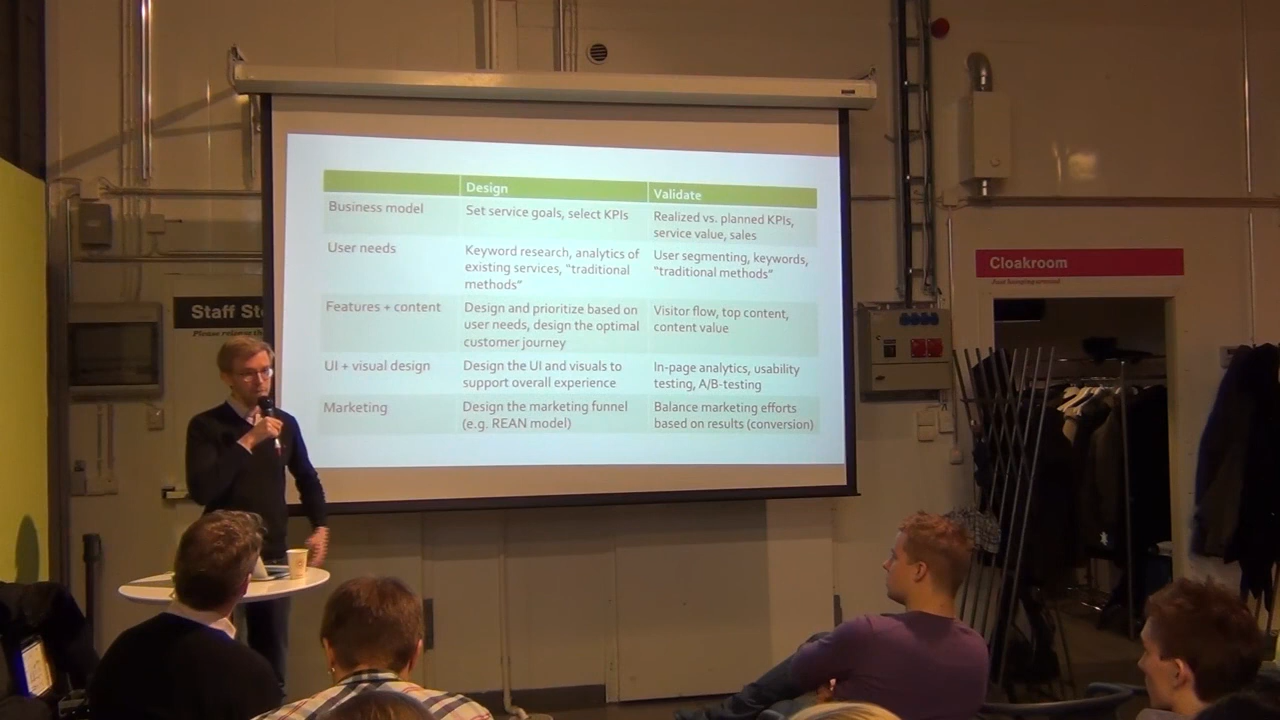 Design
Validate
Business model
Set service goals, select KPIs
Realized vs. planned KPIs,
service value, sales
User needs
Keyword research, analytics of
existing services, “traditional
methods”
User segmenting, keywords,
“traditional methods”
Features + content
Design and prioritize based on
user needs, design the optimal
customer journey
Visitor flow, top content,
content value
UI + visual design
Design the UI and visuals to
support overall experience
In-page analytics, usability
testing, A/B-testing
Marketing
Design the marketing funnel
(e.g. REAN model)
Balance marketing efforts
based on results (conversion)
Staff
Cloakroom
Just hanging around